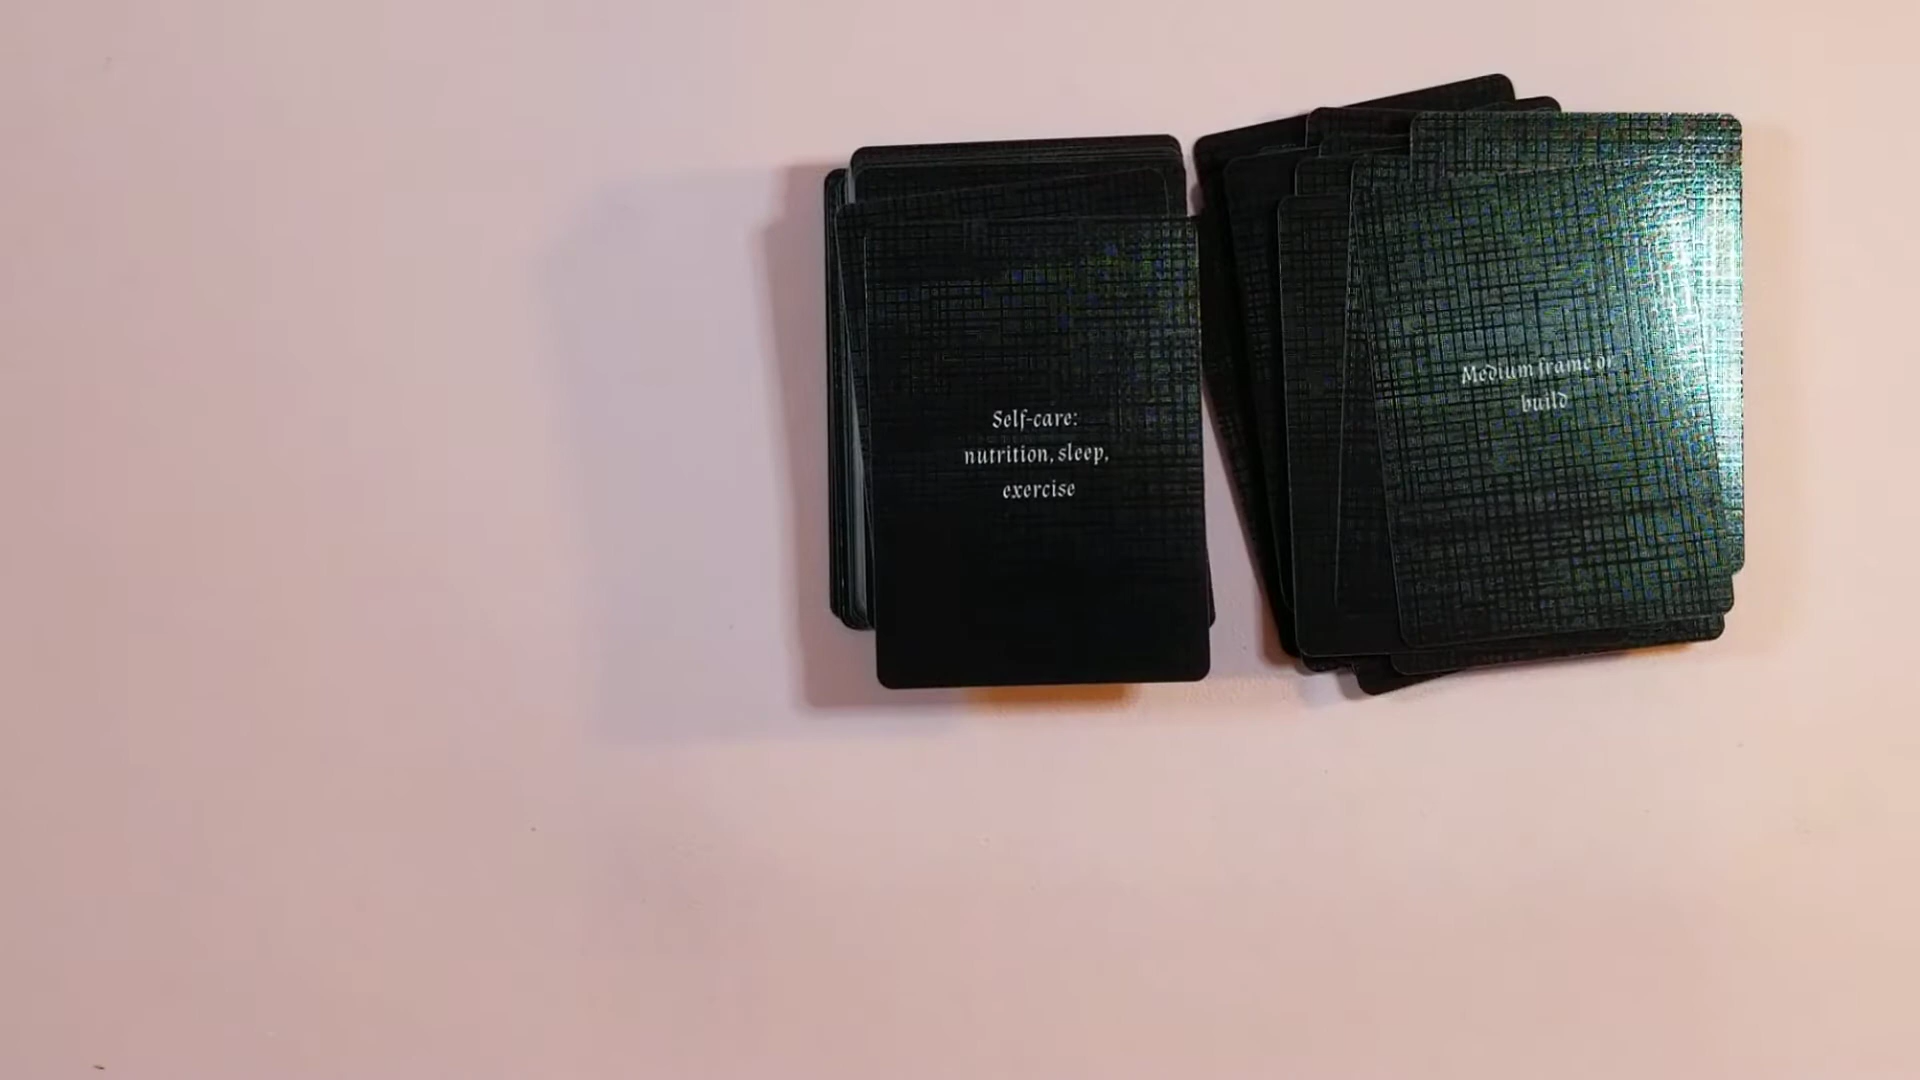 Self-care:
nutrition, sleep,
exercise
Medium frame or
build